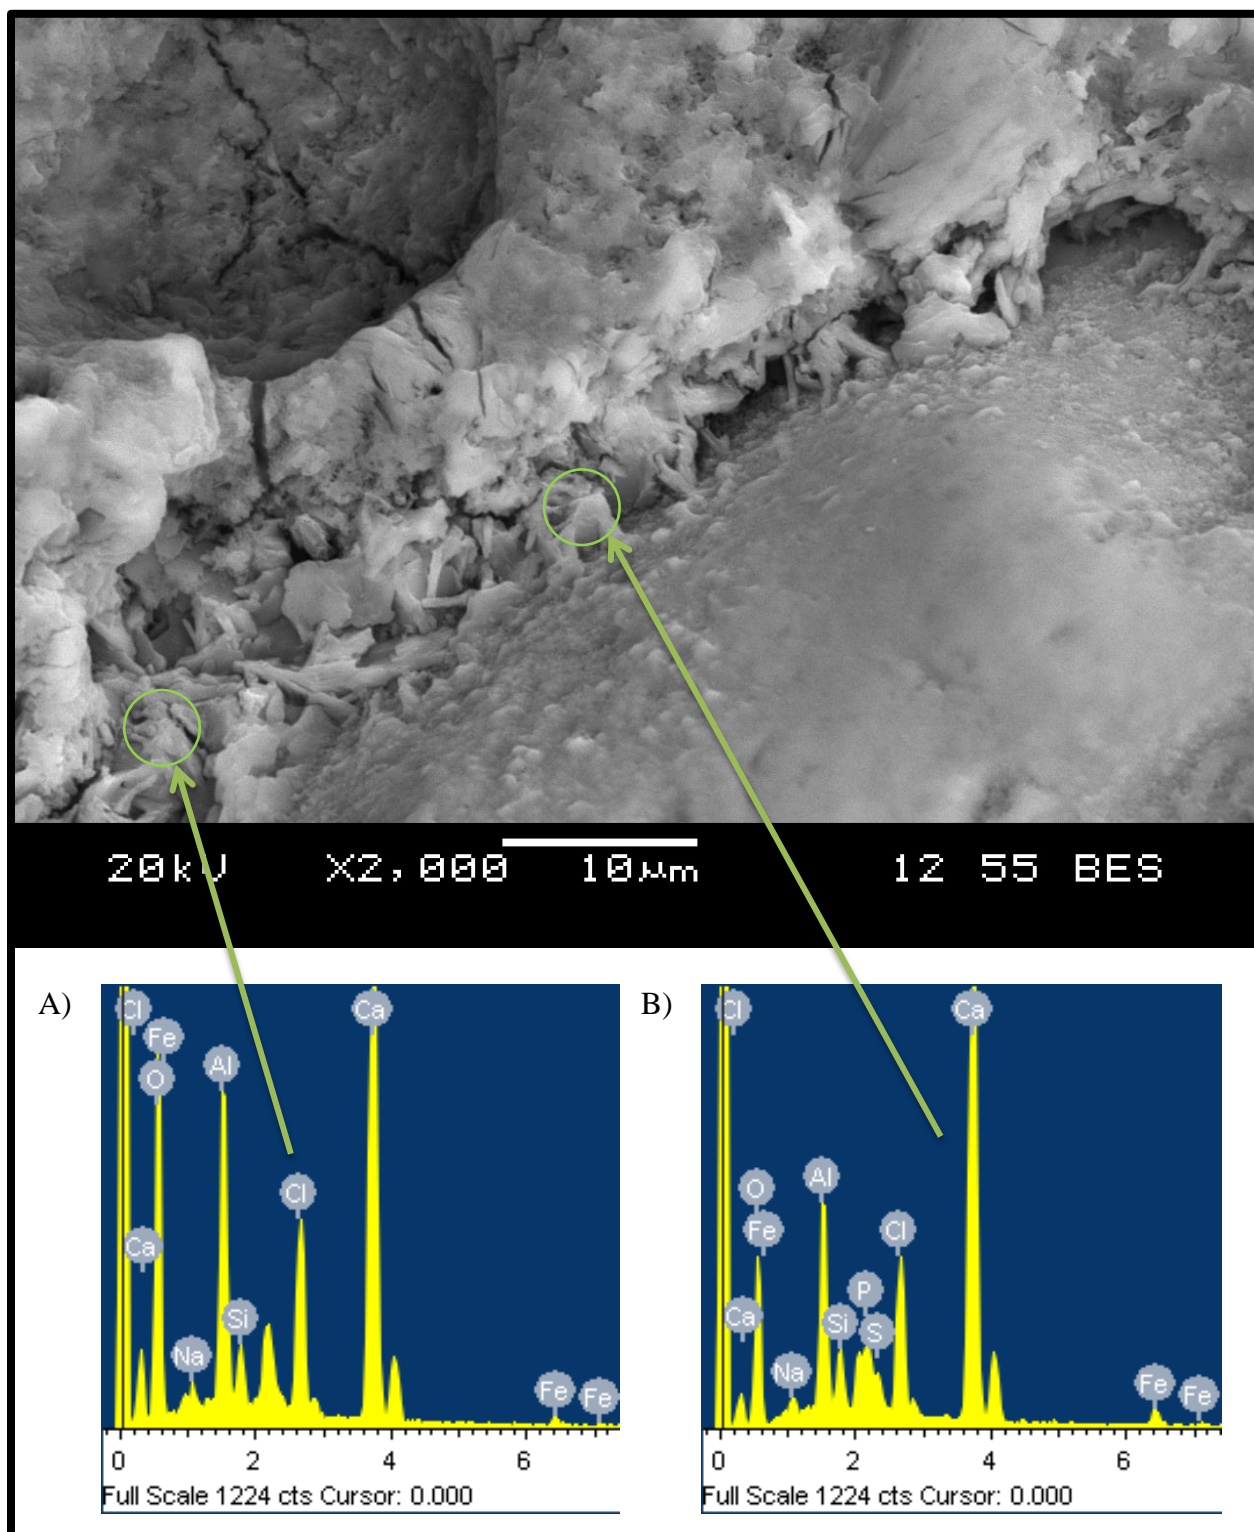 20kV X2,000 10μm 12 55 BES
A)
Cl
Fe
O
Al
Ca
Cl
Ca
Si
Na
Fe
Fe
0 2 4 6
Full Scale 1224 cts Cursor: 0.000
B)
Cl
Ca
O
Al
Fe
Cl
P
Ca
Si
S
Na
Fe
Fe
0 2 4 6
Full Scale 1224 cts Cursor: 0.000